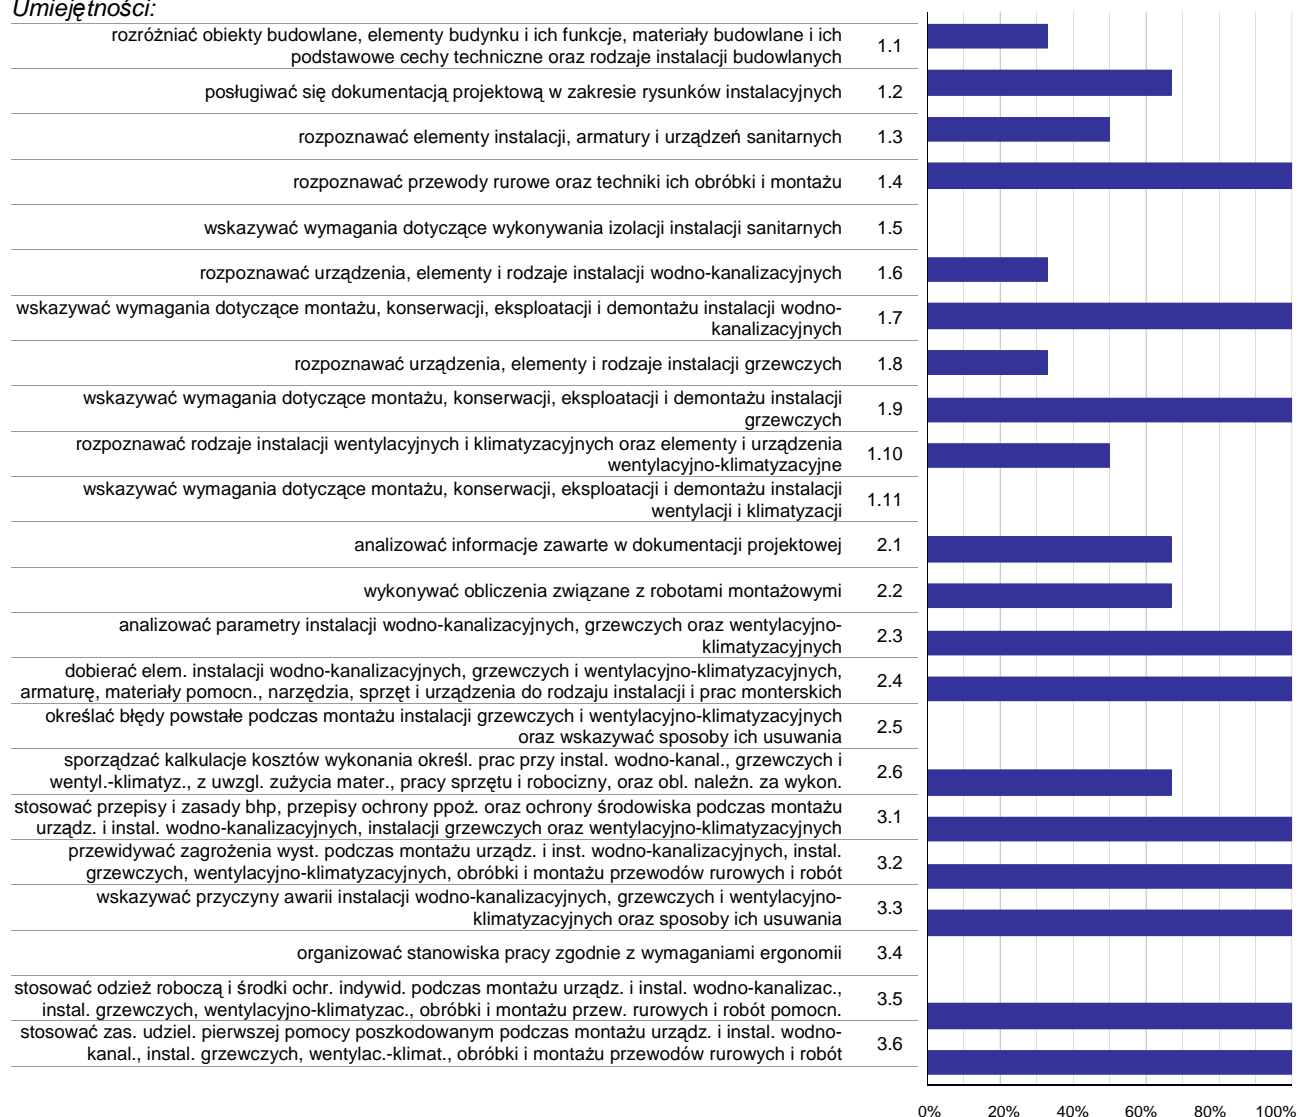 Umiejętności:
rozróżniać obiekty budowlane, elementy budynku i ich funkcje, materiały budowlane i ich
podstawowe cechy techniczne oraz rodzaje instalacji budowlanych
1.1
posługiwać się dokumentacją projektową w zakresie rysunków instalacyjnych 1.2
rozpoznawać elementy instalacji, armatury i urządzeń sanitarnych 1.3
rozpoznawać przewody rurowe oraz techniki ich obróbki i montażu 1.4
wskazywać wymagania dotyczące wykonywania izolacji instalacji sanitarnych 1.5
rozpoznawać urządzenia, elementy i rodzaje instalacji wodno-kanalizacyjnych 1.6
wskazywać wymagania dotyczące montażu, konserwacji, eksploatacji i demontażu instalacji wodno-
kanalizacyjnych
1.7
rozpoznawać urządzenia, elementy i rodzaje instalacji grzewczych 1.8
wskazywać wymagania dotyczące montażu, konserwacji, eksploatacji i demontażu instalacji
grzewczych
1.9
rozpoznawać rodzaje instalacji wentylacyjnych i klimatyzacyjnych oraz elementy i urządzenia
wentylacyjno-klimatyzacyjne
1.10
wskazywać wymagania dotyczące montażu, konserwacji, eksploatacji i demontażu instalacji
wentylacji i klimatyzacji
1.11
analizować informacje zawarte w dokumentacji projektowej 2.1
wykonywać obliczenia związane z robotami montażowymi 2.2
analizować parametry instalacji wodno-kanalizacyjnych, grzewczych oraz wentylacyjno-
klimatyzacyjnych
2.3
dobierać elem. instalacji wodno-kanalizacyjnych, grzewczych i wentylacyjno-klimatyzacyjnych,
armaturę, materiały pomocn., narzędzia, sprzęt i urządzenia do rodzaju instalacji i prac monterskich
2.4
określać błędy powstałe podczas montażu instalacji grzewczych i wentylacyjno-klimatyzacyjnych
oraz wskazywać sposoby ich usuwania
2.5
sporządzać kalkulacje kosztów wykonania określ. prac przy instal. wodno-kanal., grzewczych i
wentyl.-klimatyz., z uwzgl. zużycia mater., pracy sprzętu i robocizny, oraz obl. należn. za wykon.
2.6
stosować przepisy i zasady bhp, przepisy ochrony ppoż. oraz ochrony środowiska podczas montażu
urządz. i instal. wodno-kanalizacyjnych, instalacji grzewczych oraz wentylacyjno-klimatyzacyjnych
3.1
przewidywać zagrożenia wyst. podczas montażu urządz. i inst. wodno-kanalizacyjnych, instal.
grzewczych, wentylacyjno-klimatyzacyjnych, obróbki i montażu przewodów rurowych i robót
3.2
wskazywać przyczyny awarii instalacji wodno-kanalizacyjnych, grzewczych i wentylacyjno-
klimatyzacyjnych oraz sposoby ich usuwania
3.3
organizować stanowiska pracy zgodnie z wymaganiami ergonomii 3.4
stosować odzież roboczą i środki ochr. indywid. podczas montażu urządz. i instal. wodno-kanalizac.,
instal. grzewczych, wentylacyjno-klimatyzac., obróbki i montażu przew. rurowych i robót pomocn.
3.5
stosować zas. udziel. pierwszej pomocy poszkodowanym podczas montażu urządz. i instal. wodno-
kanal., instal. grzewczych, wentylac.-klimat., obróbki i montażu przewodów rurowych i robót
3.6
0% 20% 40% 60% 80% 100%